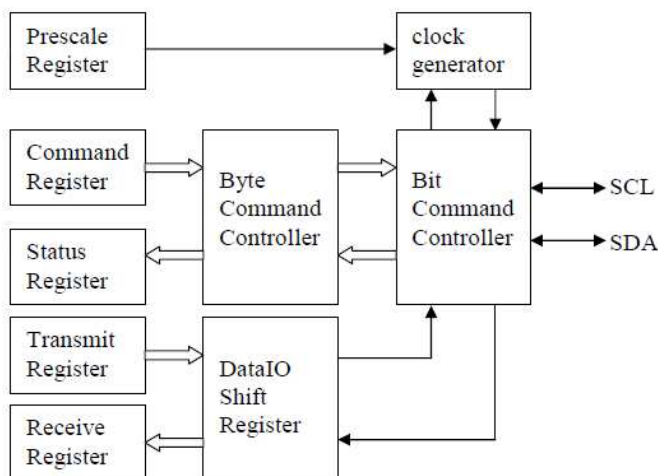 Prescale
Register
clock
generator
Command
Register
Byte
Command
Controller
Bit
Command
Controller
SCL
SDA
Status
Register
Transmit
Register
DataIO
Shift
Register
Receive
Register